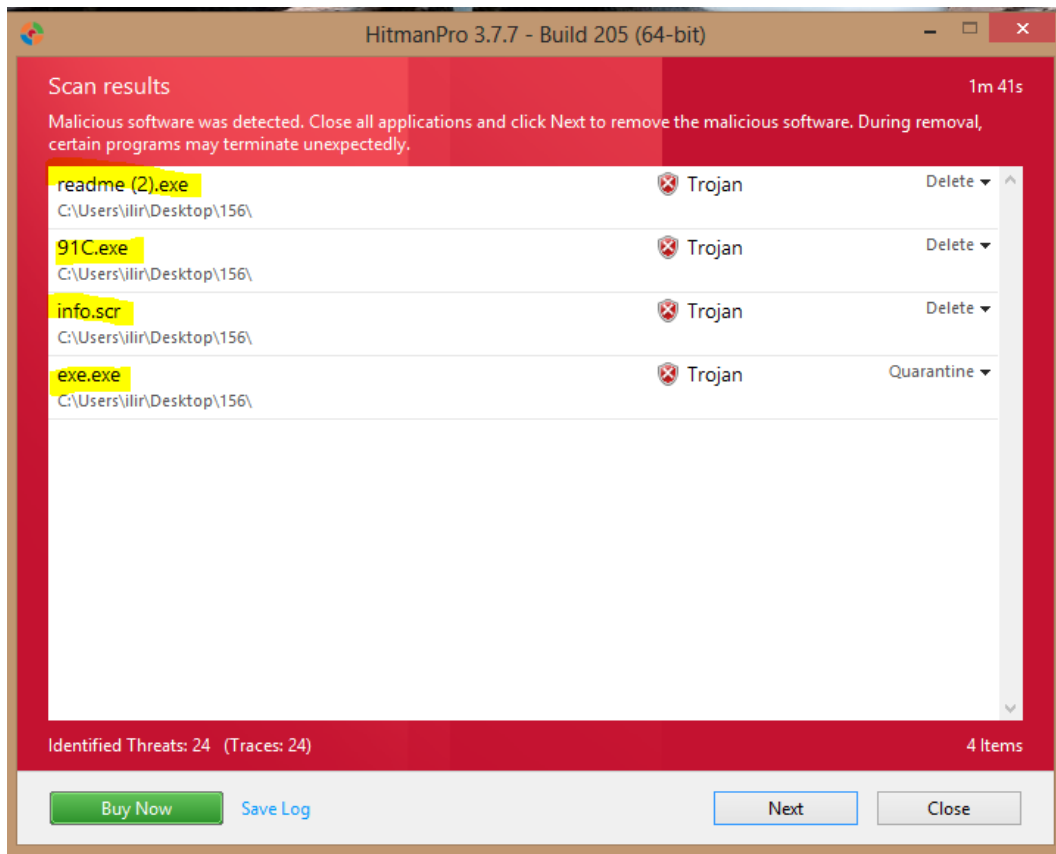 HitmanPro 3.7.7 - Build 205 (64-bit)
Scan results 1m 41s
Malicious software was detected. Close all applications and click Next to remove the malicious software. During removal,
certain programs may terminate unexpectedly.
readme (2).exe Trojan Delete
C:\Users\ilir\Desktop\156\
91C.exe Trojan Delete
C:\Users\ilir\Desktop\156\
info.scr Trojan Delete
C:\Users\ilir\Desktop\156\
exe.exe Trojan Quarantine
C:\Users\ilir\Desktop\156\
Identified Threats: 24 (Traces: 24) 4 Items
Buy Now Save Log Next Close